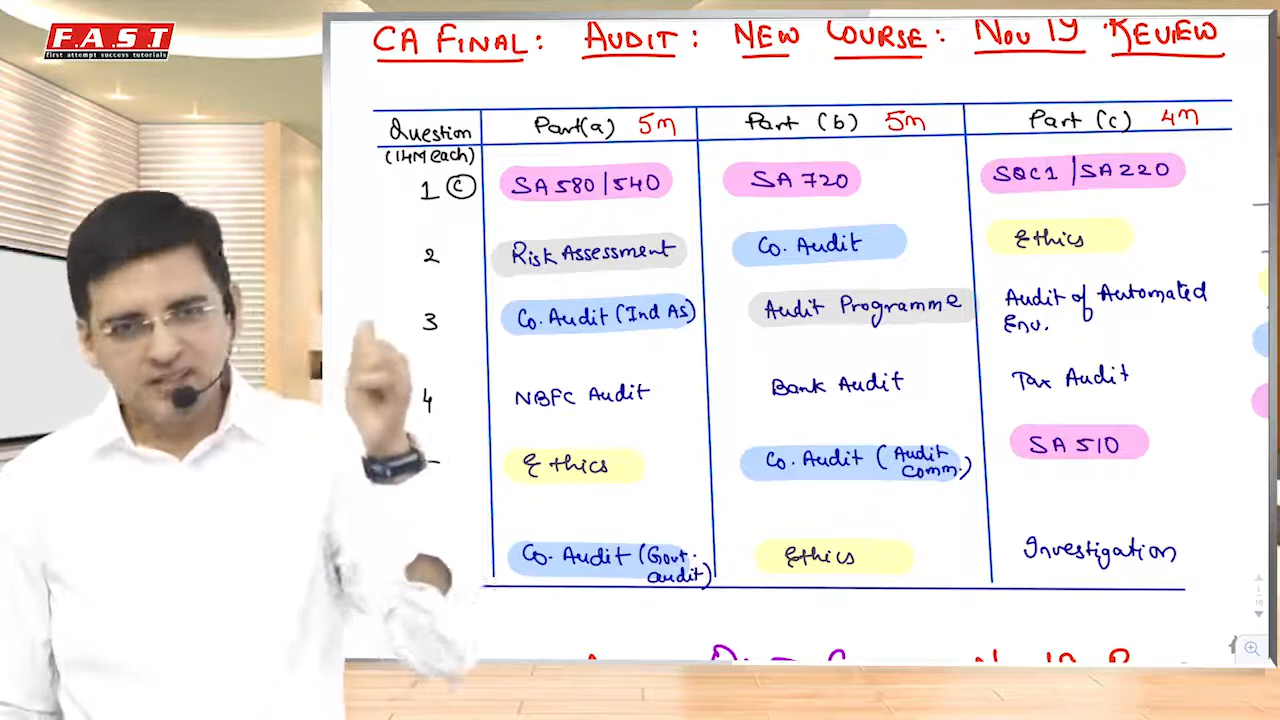 F.A.S.T
first attempt success tutorials
CA FINAL: AUDIT: NEW COURSE: NOV 19 REVIEW
Question Part(a) 5M Part (b) 5M Part (c) 4M
(14M each)
1 (C) SA 580/540 SA 720 SQC1 / SA 220
2 Risk Assessment Co. Audit Ethics
3 Co. Audit (Ind AS) Audit Programme Audit of Automated Env.
4 NBFC Audit Bank Audit Tax Audit
Ethics Co. Audit (Audit Comm.) SA 510
Co. Audit (Govt. audit) Ethics Investigation